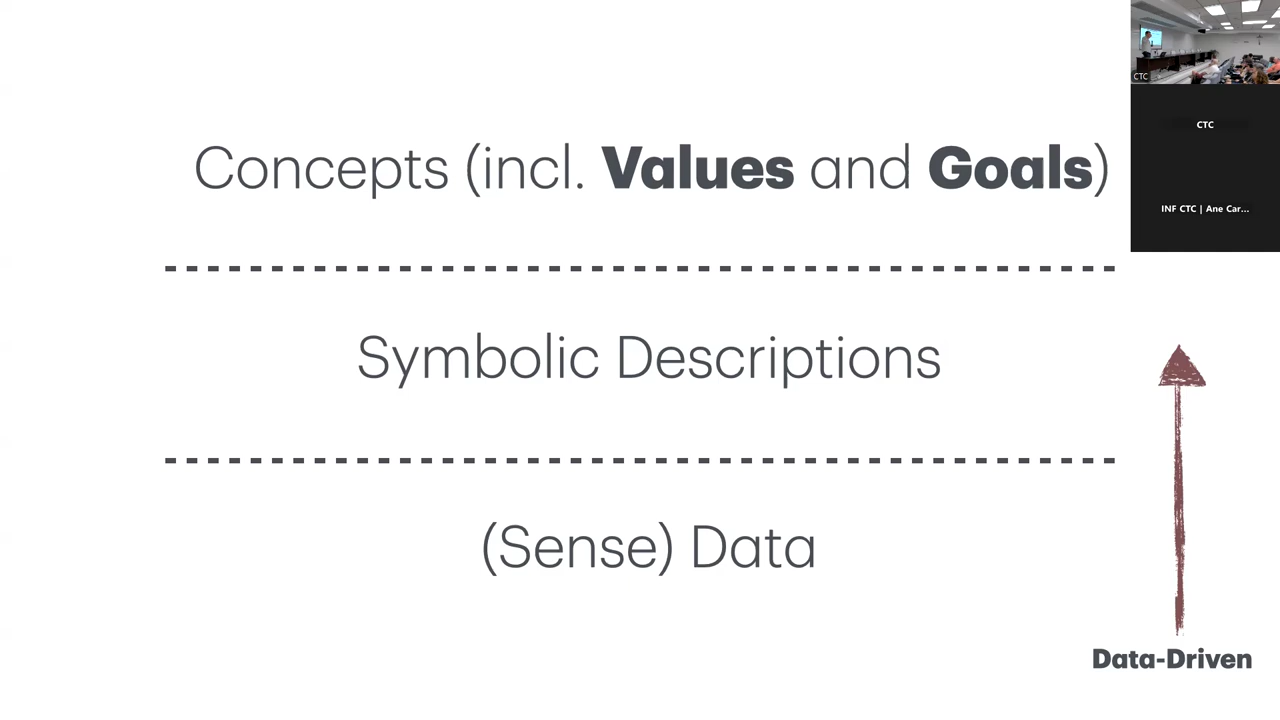 Concepts (incl. Values and Goals)
Symbolic Descriptions
(Sense) Data
Data-Driven
CTC
CTC
INF CTC | Ane Car...